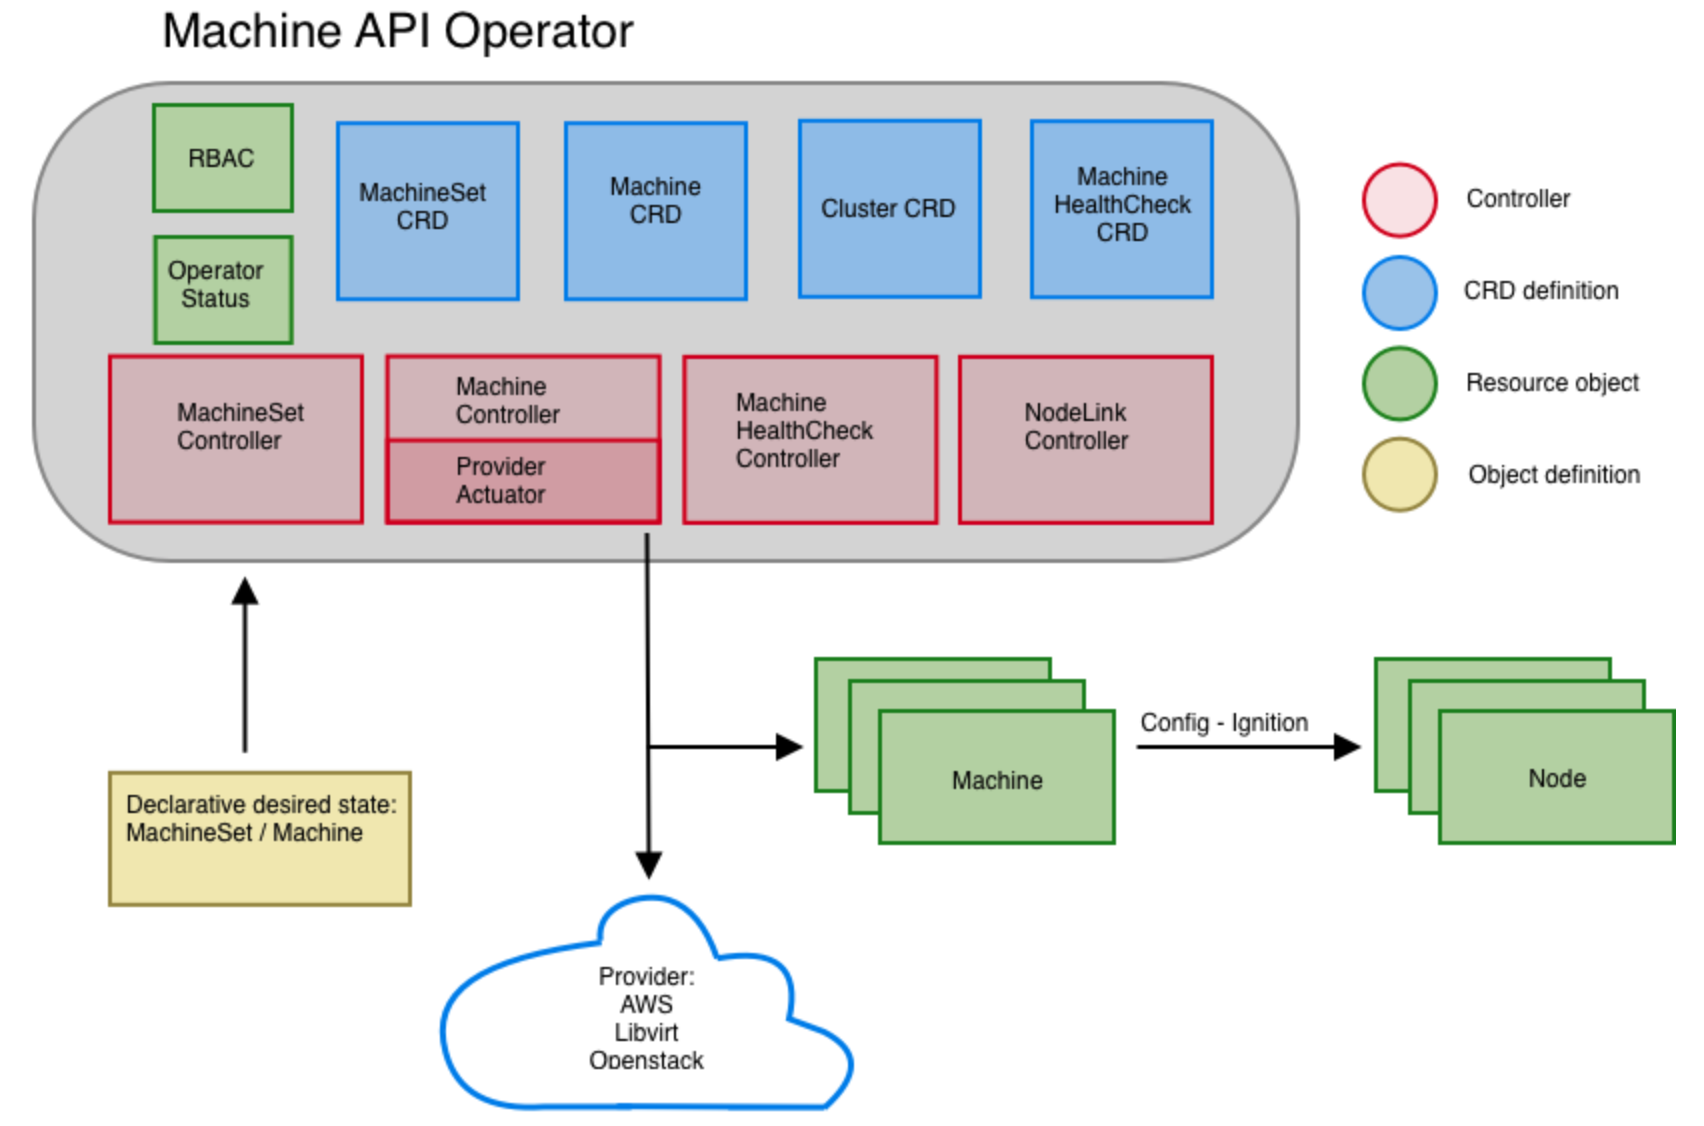 Machine API Operator
RBAC
Operator
Status
MachineSet
CRD
Machine
CRD
Cluster CRD
Machine
HealthCheck
CRD
MachineSet
Controller
Machine
Controller
Provider
Actuator
Machine
HealthCheck
Controller
NodeLink
Controller
Controller
CRD definition
Resource object
Object definition
Declarative desired state:
MachineSet / Machine
Machine
Config - Ignition
Node
Provider:
AWS
Libvirt
Openstack